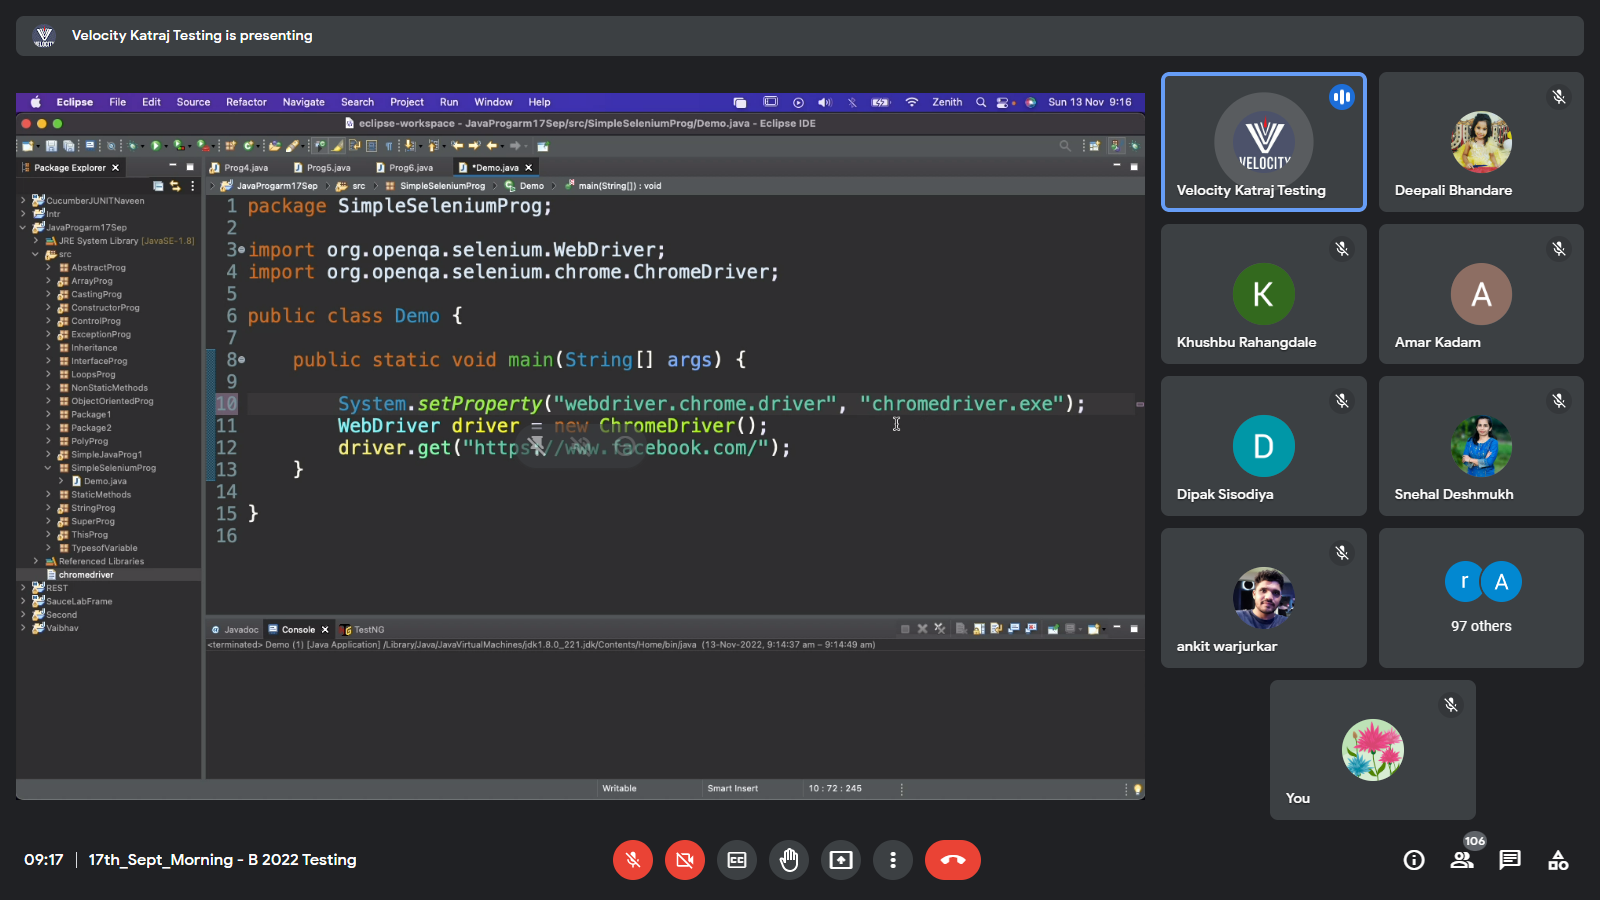 Velocity Katraj Testing is presenting
Eclipse File Edit Source Refactor Navigate Search Project Run Window Help
Zenith Sun 13 Nov 9:16
eclipse-workspace - JavaProgarm17Sep/src/SimpleSeleniumProg/Demo.java - Eclipse IDE
Package Explorer
Prog4.java Prog5.java Prog6.java *Demo.java
JavaProgarm17Sep src SimpleSeleniumProg Demo main(String[]) : void
CucumberJUNITNaveen
Intr
JavaProgarm17Sep
JRE System Library [JavaSE-1.8]
src
AbstractProg
ArrayProg
CastingProg
ConstructorProg
ControlProg
ExceptionProg
Inheritance
InterfaceProg
LoopsProg
NonStaticMethods
ObjectOrientedProg
Package1
Package2
PolyProg
SimpleJavaProg1
SimpleSeleniumProg
Demo.java
StaticMethods
StringProg
SuperProg
ThisProg
TypesofVariable
Referenced Libraries
chromedriver
REST
SauceLabFrame
Second
Vaibhav
1 package SimpleSeleniumProg;
2
3 import org.openqa.selenium.WebDriver;
4 import org.openqa.selenium.chrome.ChromeDriver;
5
6 public class Demo {
7
8 public static void main(String[] args) {
9
10 System.setProperty("webdriver.chrome.driver", "chromedriver.exe");
11 WebDriver driver = new ChromeDriver();
12 driver.get("https://www.facebook.com/");
13 }
14
15 }
16
Javadoc Console TestNG
<terminated> Demo (1) [Java Application] /Library/Java/JavaVirtualMachines/jdk1.8.0_221.jdk/Contents/Home/bin/java (13-Nov-2022, 9:14:37 am – 9:14:49 am)
Writable Smart Insert 10 : 72 : 245
VELOCITY
Velocity Katraj Testing
Deepali Bhandare
K
Khushbu Rahangdale
A
Amar Kadam
D
Dipak Sisodiya
Snehal Deshmukh
ankit warjurkar
r A
97 others
You
09:17 | 17th_Sept_Morning - B 2022 Testing
CC
106